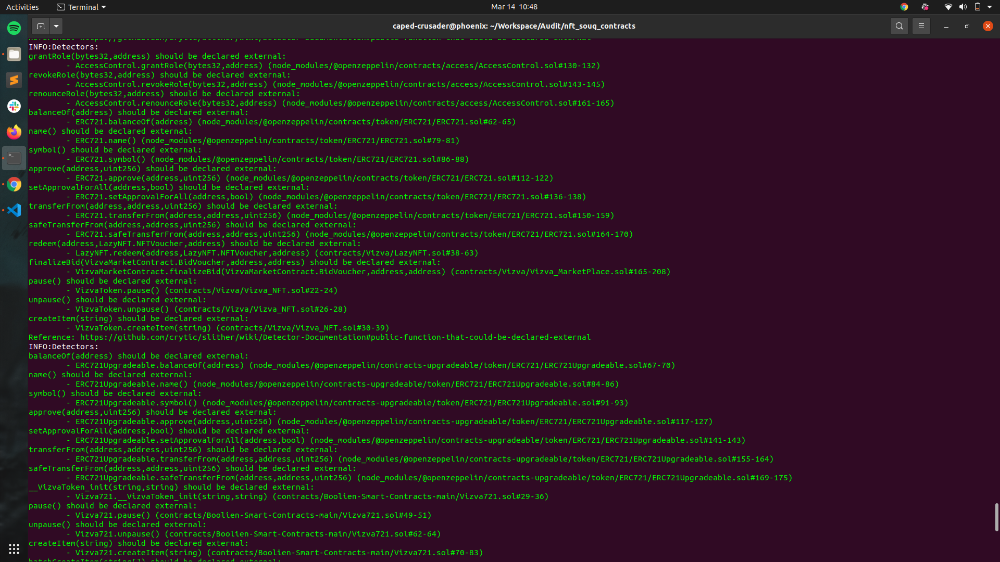 Activities
Terminal
Mar 14 10:48
caped-crusader@phoenix: ~/Workspace/Audit/nft_souq_contracts
Reference: https://github.com/crytic/slither/wiki/Detector-Documentation#public-function-that-could-be-declared-external
INFO:Detectors:
grantRole(bytes32,address) should be declared external:
- AccessControl.grantRole(bytes32,address) (node_modules/@openzeppelin/contracts/access/AccessControl.sol#130-132)
revokeRole(bytes32,address) should be declared external:
- AccessControl.revokeRole(bytes32,address) (node_modules/@openzeppelin/contracts/access/AccessControl.sol#143-145)
renounceRole(bytes32,address) should be declared external:
- AccessControl.renounceRole(bytes32,address) (node_modules/@openzeppelin/contracts/access/AccessControl.sol#161-165)
balanceOf(address) should be declared external:
- ERC721.balanceOf(address) (node_modules/@openzeppelin/contracts/token/ERC721/ERC721.sol#62-65)
name() should be declared external:
- ERC721.name() (node_modules/@openzeppelin/contracts/token/ERC721/ERC721.sol#79-81)
symbol() should be declared external:
- ERC721.symbol() (node_modules/@openzeppelin/contracts/token/ERC721/ERC721.sol#86-88)
approve(address,uint256) should be declared external:
- ERC721.approve(address,uint256) (node_modules/@openzeppelin/contracts/token/ERC721/ERC721.sol#112-122)
setApprovalForAll(address,bool) should be declared external:
- ERC721.setApprovalForAll(address,bool) (node_modules/@openzeppelin/contracts/token/ERC721/ERC721.sol#136-138)
transferFrom(address,address,uint256) should be declared external:
- ERC721.transferFrom(address,address,uint256) (node_modules/@openzeppelin/contracts/token/ERC721/ERC721.sol#150-159)
safeTransferFrom(address,address,uint256) should be declared external:
- ERC721.safeTransferFrom(address,address,uint256) (node_modules/@openzeppelin/contracts/token/ERC721/ERC721.sol#164-170)
redeem(address,LazyNFT.NFTVoucher,address) should be declared external:
- LazyNFT.redeem(address,LazyNFT.NFTVoucher,address) (contracts/Vizva/LazyNFT.sol#38-63)
finalizeBid(VizvaMarketContract.BidVoucher,address,address) should be declared external:
- VizvaMarketContract.finalizeBid(VizvaMarketContract.BidVoucher,address,address) (contracts/Vizva/Vizva_MarketPlace.sol#165-208)
pause() should be declared external:
- VizvaToken.pause() (contracts/Vizva/Vizva_NFT.sol#22-24)
unpause() should be declared external:
- VizvaToken.unpause() (contracts/Vizva/Vizva_NFT.sol#26-28)
createItem(string) should be declared external:
- VizvaToken.createItem(string) (contracts/Vizva/Vizva_NFT.sol#30-39)
Reference: https://github.com/crytic/slither/wiki/Detector-Documentation#public-function-that-could-be-declared-external
INFO:Detectors:
balanceOf(address) should be declared external:
- ERC721Upgradeable.balanceOf(address) (node_modules/@openzeppelin/contracts-upgradeable/token/ERC721/ERC721Upgradeable.sol#67-70)
name() should be declared external:
- ERC721Upgradeable.name() (node_modules/@openzeppelin/contracts-upgradeable/token/ERC721/ERC721Upgradeable.sol#84-86)
symbol() should be declared external:
- ERC721Upgradeable.symbol() (node_modules/@openzeppelin/contracts-upgradeable/token/ERC721/ERC721Upgradeable.sol#91-93)
approve(address,uint256) should be declared external:
- ERC721Upgradeable.approve(address,uint256) (node_modules/@openzeppelin/contracts-upgradeable/token/ERC721/ERC721Upgradeable.sol#117-127)
setApprovalForAll(address,bool) should be declared external:
- ERC721Upgradeable.setApprovalForAll(address,bool) (node_modules/@openzeppelin/contracts-upgradeable/token/ERC721/ERC721Upgradeable.sol#141-143)
transferFrom(address,address,uint256) should be declared external:
- ERC721Upgradeable.transferFrom(address,address,uint256) (node_modules/@openzeppelin/contracts-upgradeable/token/ERC721/ERC721Upgradeable.sol#155-164)
safeTransferFrom(address,address,uint256) should be declared external:
- ERC721Upgradeable.safeTransferFrom(address,address,uint256) (node_modules/@openzeppelin/contracts-upgradeable/token/ERC721/ERC721Upgradeable.sol#169-175)
__VizvaToken_init(string,string) should be declared external:
- Vizva721.__VizvaToken_init(string,string) (contracts/Boolien-Smart-Contracts-main/Vizva721.sol#29-36)
pause() should be declared external:
- Vizva721.pause() (contracts/Boolien-Smart-Contracts-main/Vizva721.sol#49-51)
unpause() should be declared external:
- Vizva721.unpause() (contracts/Boolien-Smart-Contracts-main/Vizva721.sol#62-64)
createItem(string) should be declared external:
- Vizva721.createItem(string) (contracts/Boolien-Smart-Contracts-main/Vizva721.sol#70-83)
batchCreateItem(string[]) should be declared external: